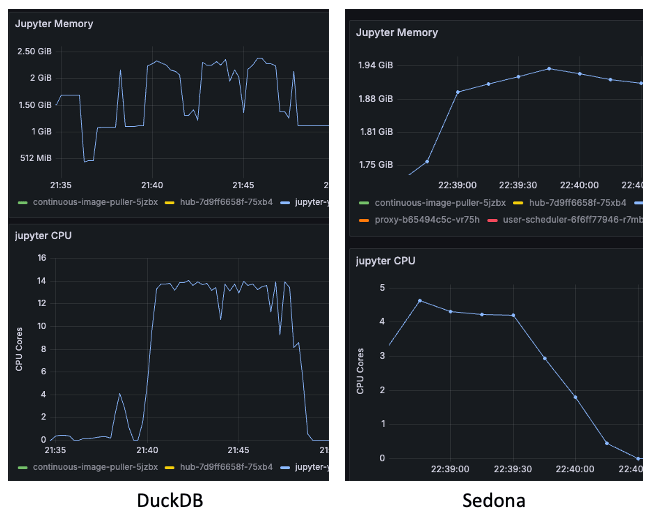 Jupyter Memory
2.50 GiB
2 GiB
1.50 GiB
1 GiB
512 MiB
21:35 21:40 21:45
continuous-image-puller-5jzbx hub-7d9ff6658f-75xb4 jupyter-
jupyter CPU
CPU Cores
16
14
12
10
8
6
4
2
0
21:35 21:40 21:45
continuous-image-puller-5jzbx hub-7d9ff6658f-75xb4 jupyter-
DuckDB
Jupyter Memory
1.94 GiB
1.88 GiB
1.81 GiB
1.75 GiB
22:39:00 22:39:30 22:40:00 22:40:
continuous-image-puller-5jzbx hub-7d9ff6658f-75xb4
proxy-b65494c5c-vr75h user-scheduler-6f6ff77946-r7mb
jupyter CPU
CPU Cores
5
4
3
2
1
0
22:39:00 22:39:30 22:40:00 22:40:
Sedona